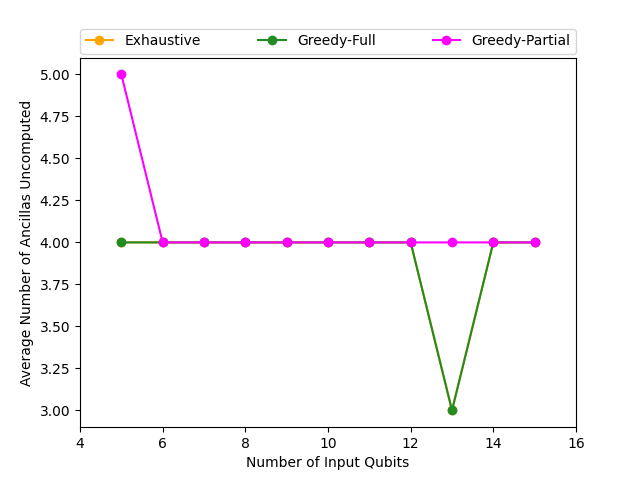 Exhaustive Greedy-Full Greedy-Partial
5.00
4.75
4.50
4.25
4.00
3.75
3.50
3.25
3.00
Average Number of Ancillas Uncomputed
4 6 8 10 12 14 16
Number of Input Qubits